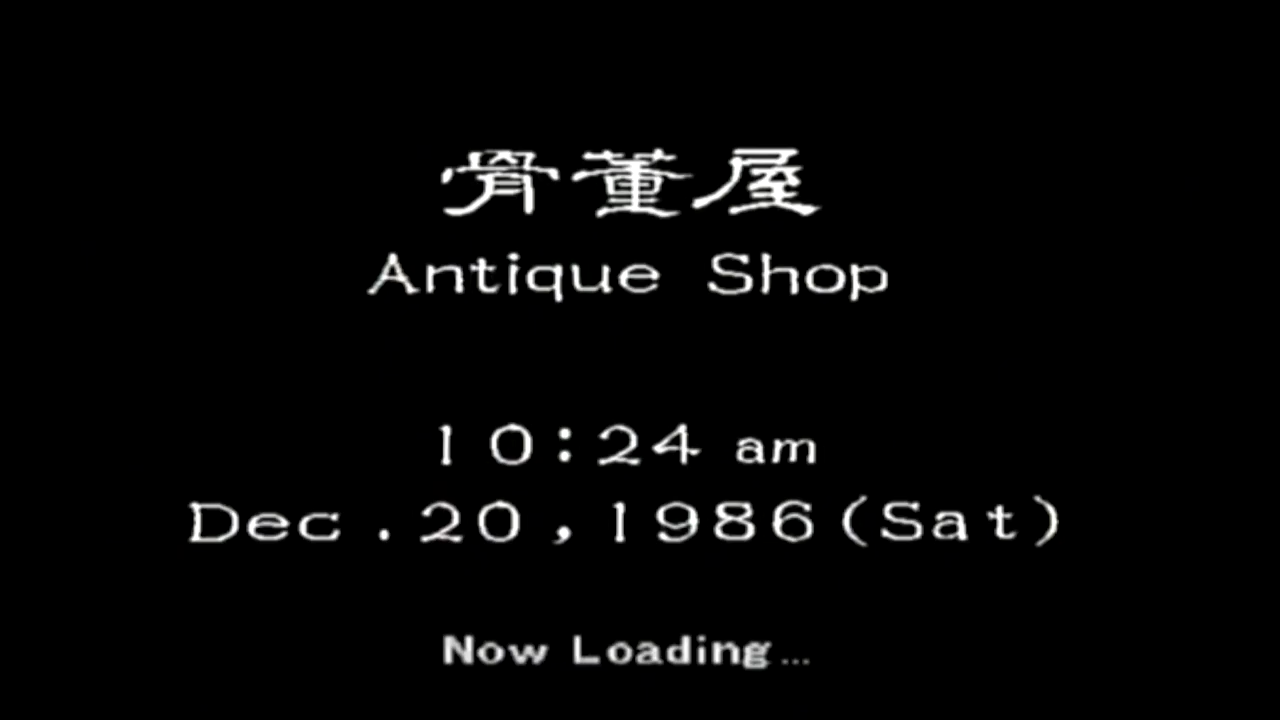 骨董屋
Antique Shop
10:24 am
Dec.20,1986(Sat)
Now Loading...